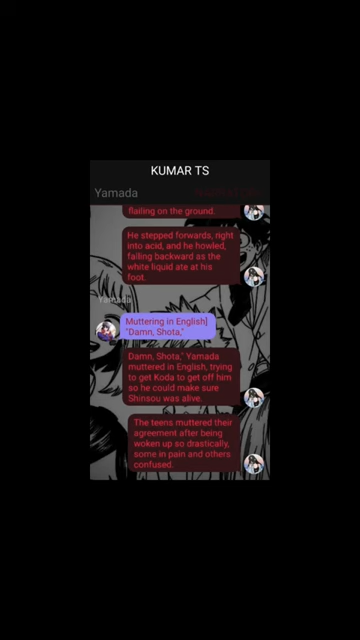 KUMAR TS
Yamada
flailing on the ground.
He stepped forwards, right
into acid, and he howled,
falling backward as the
white liquid ate at his
foot.
Yamada
Muttering in English]
"Damn, Shota,"
Damn, Shota," Yamada
muttered in English, trying
to get Koda to get off him
so he could make sure
Shinsou was alive.
The teens muttered their
agreement after being
woken up so drastically,
some in pain and others
confused.